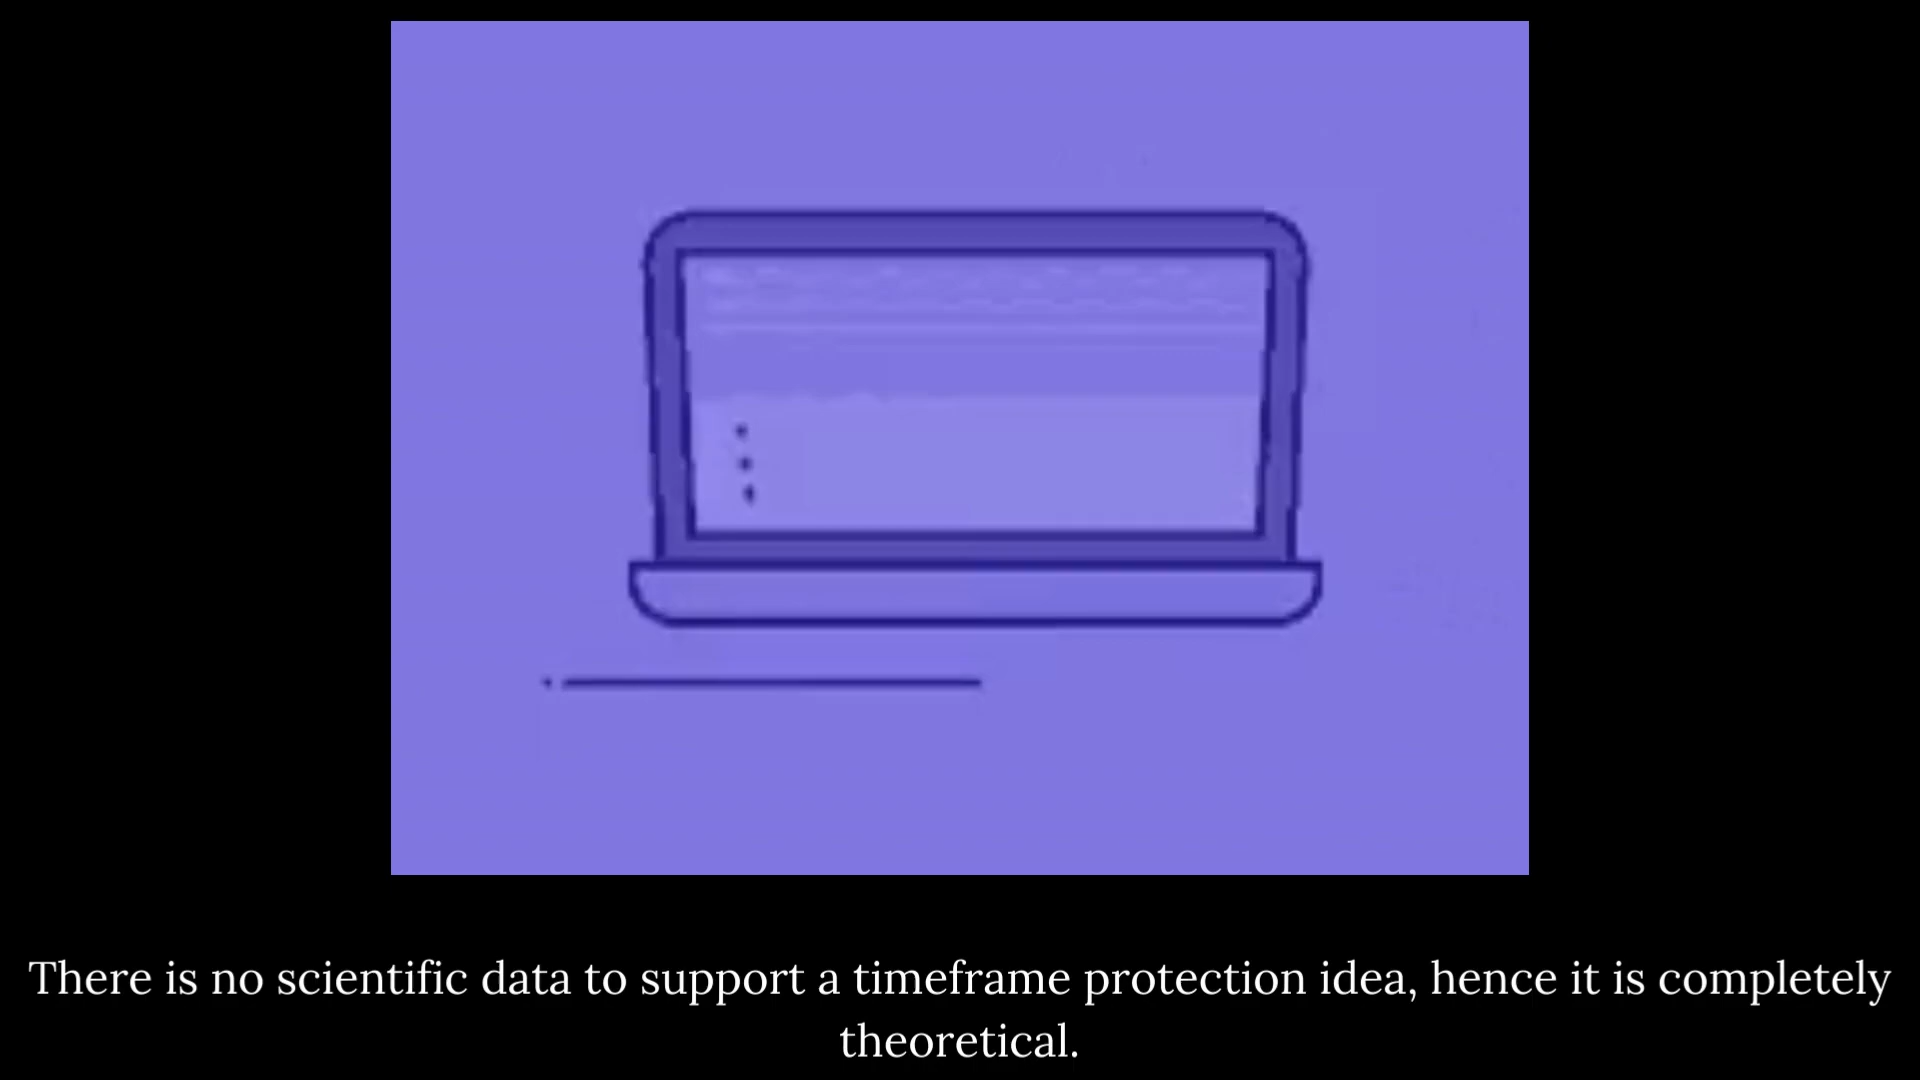 There is no scientific data to support a timeframe protection idea, hence it is completely
theoretical.